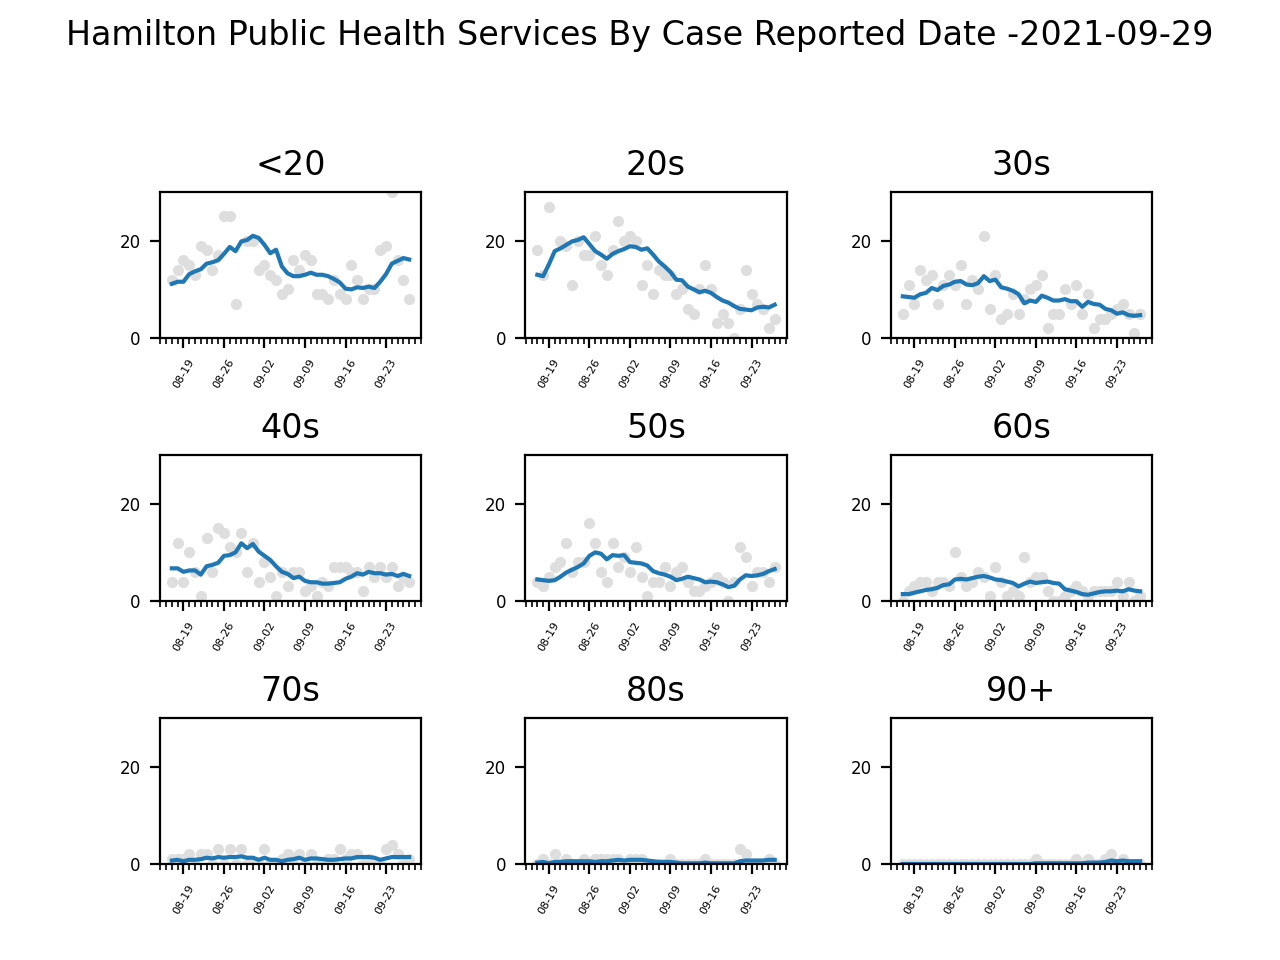 Hamilton Public Health Services By Case Reported Date -2021-09-29
<20 20s 30s
20 20 20
0 0 0
08-19 08-26 09-02 09-09 09-16 09-23 08-19 08-26 09-02 09-09 09-16 09-23 08-19 08-26 09-02 09-09 09-16 09-23
40s 50s 60s
20 20 20
0 0 0
08-19 08-26 09-02 09-09 09-16 09-23 08-19 08-26 09-02 09-09 09-16 09-23 08-19 08-26 09-02 09-09 09-16 09-23
70s 80s 90+
20 20 20
0 0 0
08-19 08-26 09-02 09-09 09-16 09-23 08-19 08-26 09-02 09-09 09-16 09-23 08-19 08-26 09-02 09-09 09-16 09-23